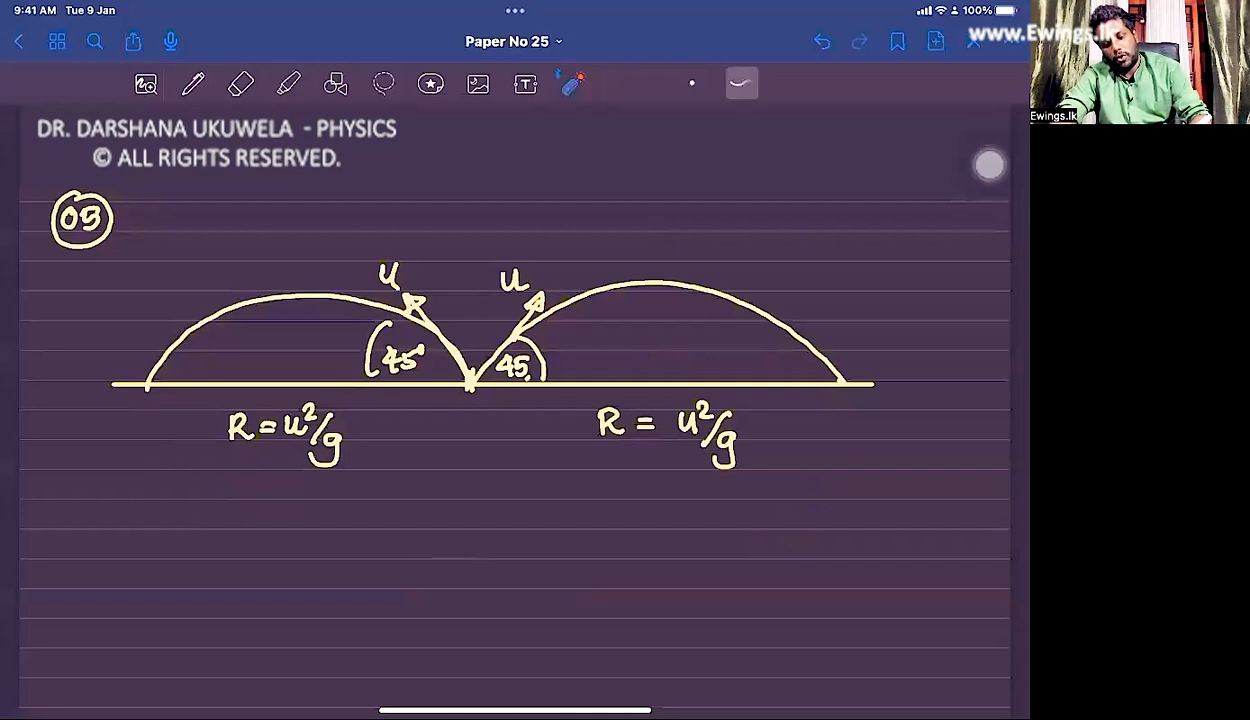 9:41 AM Tue 9 Jan
100%
Paper No 25
www.Ewings.lk
Ewings.lk
DR. DARSHANA UKUWELA - PHYSICS
© ALL RIGHTS RESERVED.
09
u u
45° 45°
R = u²/g R = u²/g